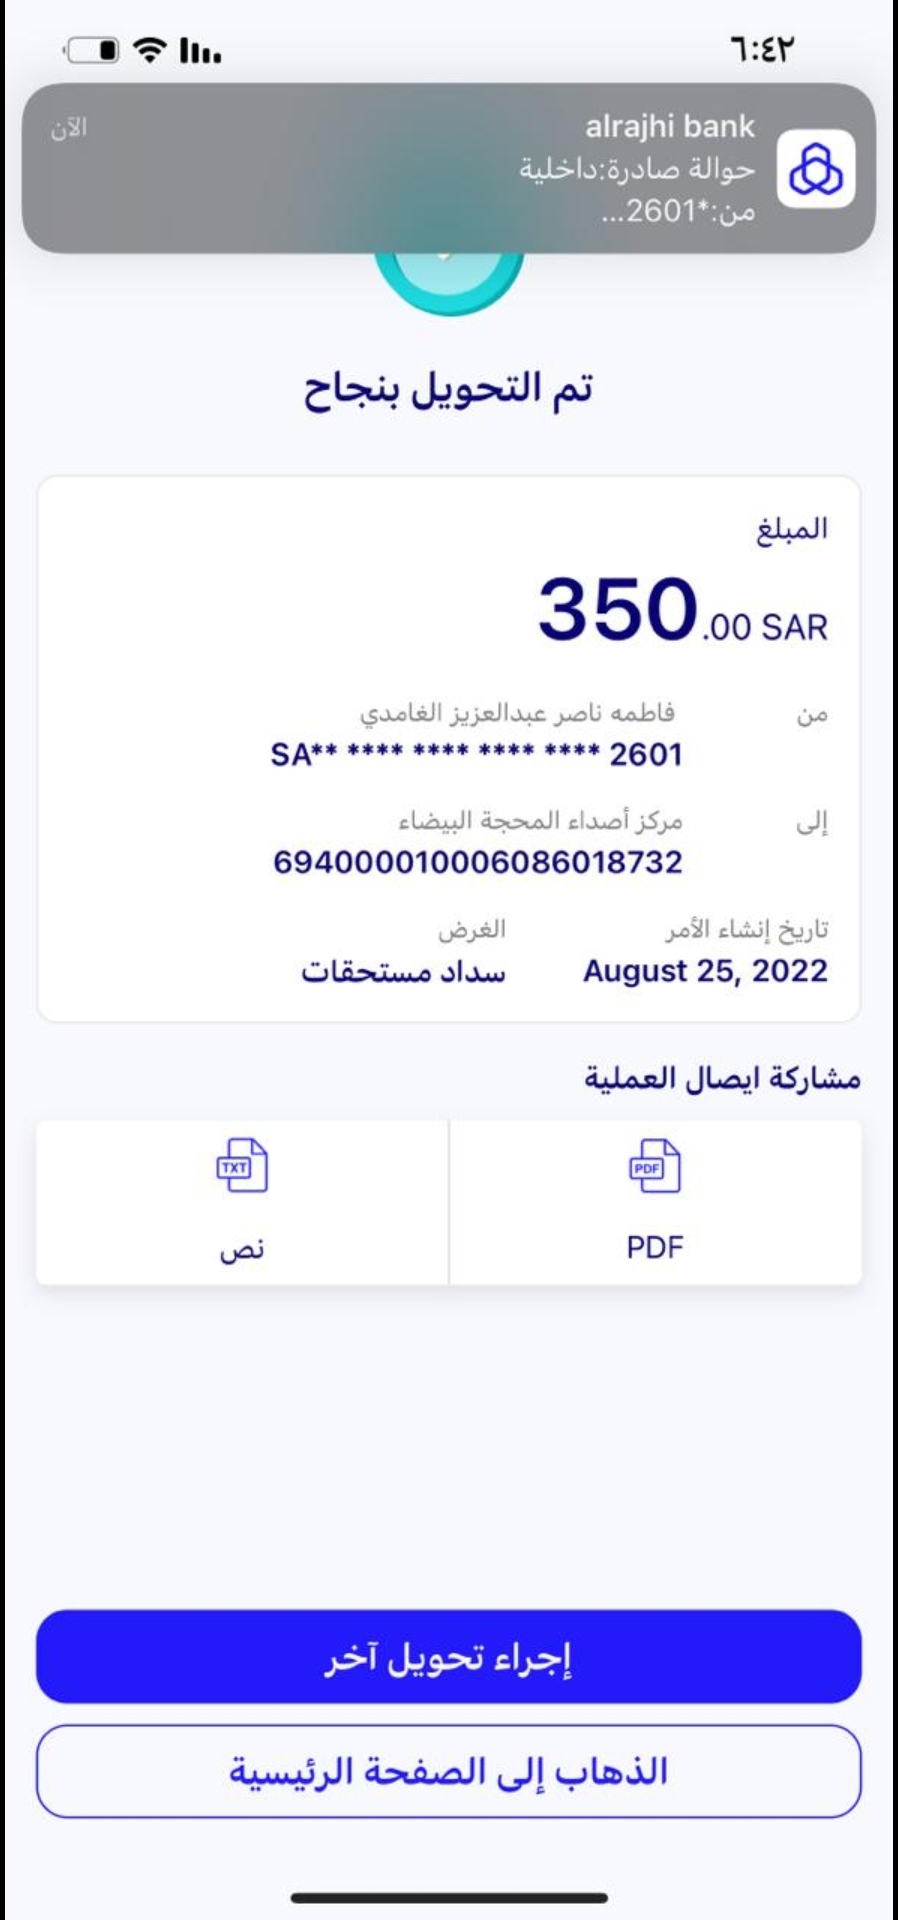 ٦:٤٢
alrajhi bank
الآن
حوالة صادرة:داخلية
من:*2601...
تم التحويل بنجاح
المبلغ
350.00 SAR
من
فاطمه ناصر عبدالعزيز الغامدي
SA** **** **** **** **** 2601
إلى
مركز أصداء المحجة البيضاء
694000010006086018732
تاريخ إنشاء الأمر
August 25, 2022
الغرض
سداد مستحقات
مشاركة ايصال العملية
PDF
PDF
TXT
نص
إجراء تحويل آخر
الذهاب إلى الصفحة الرئيسية